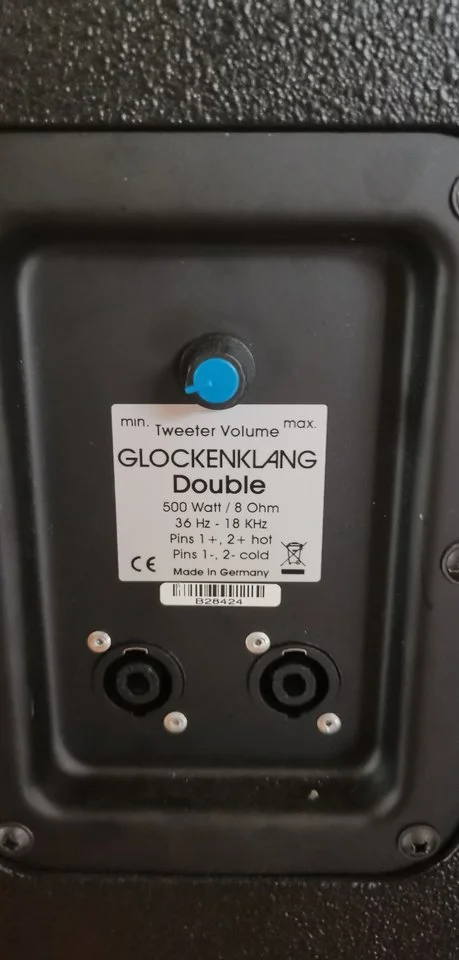 min. Tweeter Volume max.
GLOCKENKLANG
Double
500 Watt / 8 Ohm
36 Hz - 18 KHz
Pins 1+, 2+ hot
Pins 1-, 2- cold
CE
Made in Germany
B28424